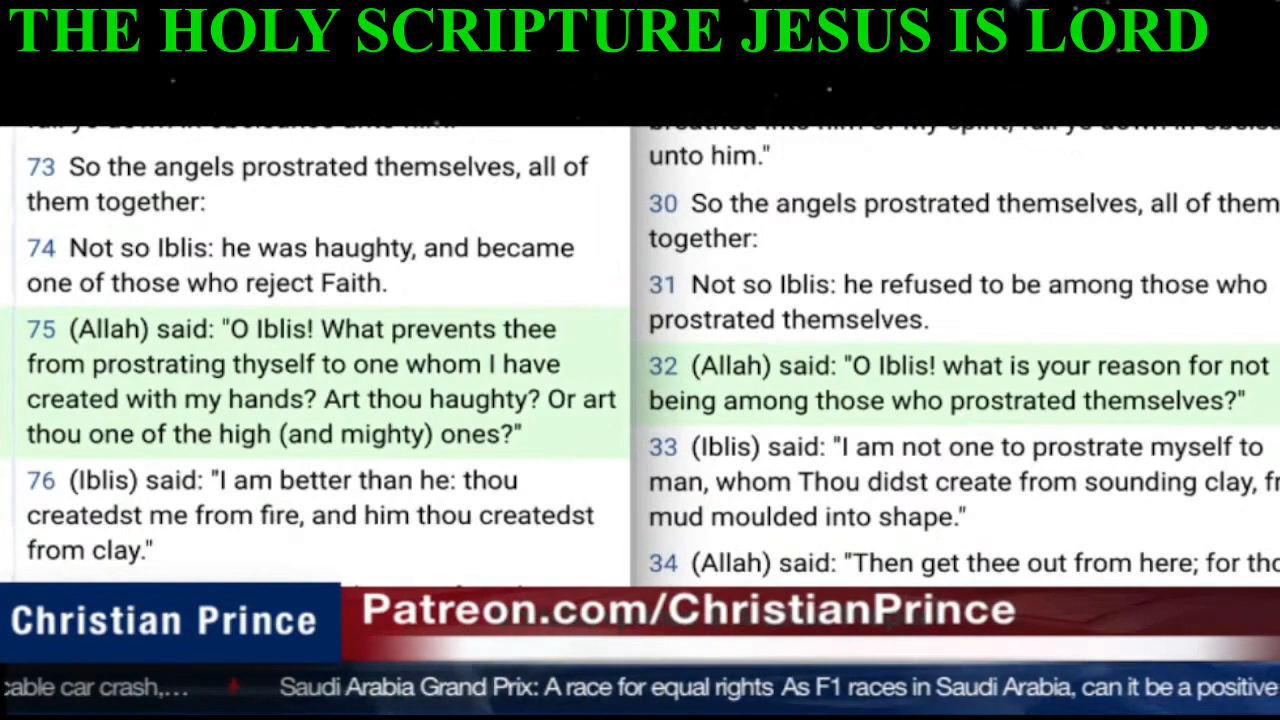 THE HOLY SCRIPTURE JESUS IS LORD
73 So the angels prostrated themselves, all of
them together:
74 Not so Iblis: he was haughty, and became
one of those who reject Faith.
75 (Allah) said: "O Iblis! What prevents thee
from prostrating thyself to one whom I have
created with my hands? Art thou haughty? Or art
thou one of the high (and mighty) ones?"
76 (Iblis) said: "I am better than he: thou
createdst me from fire, and him thou createdst
from clay."
unto him."
30 So the angels prostrated themselves, all of them
together:
31 Not so Iblis: he refused to be among those who
prostrated themselves.
32 (Allah) said: "O Iblis! what is your reason for not
being among those who prostrated themselves?"
33 (Iblis) said: "I am not one to prostrate myself to
man, whom Thou didst create from sounding clay,
mud moulded into shape."
34 (Allah) said: "Then get thee out from here; for
Christian Prince
Patreon.com/ChristianPrince
cable car crash,... Saudi Arabia Grand Prix: A race for equal rights As F1 races in Saudi Arabia, can it be a positive